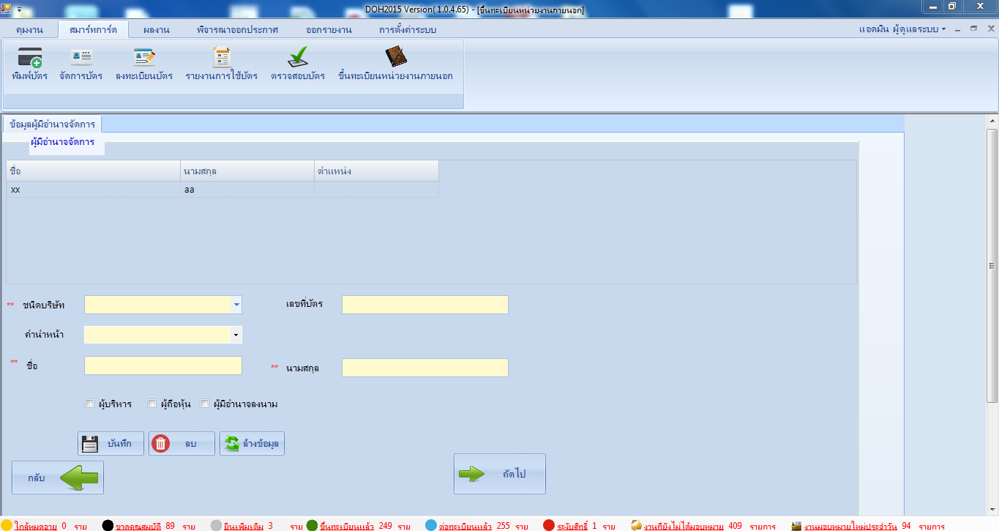 DOH2015 Version( 1.0.4.65) - [ขึ้นทะเบียนหน่วยงานภายนอก]
คุมงาน สมาร์ทการ์ด ผลงาน พิจารณาออกประกาศ ออกรายงาน การตั้งค่าระบบ แอดมิน ผู้ดูแลระบบ
พิมพ์บัตร จัดการบัตร ลงทะเบียนบัตร รายงานการใช้บัตร ตรวจสอบบัตร ขึ้นทะเบียนหน่วยงานภายนอก
ข้อมูลผู้มีอำนาจจัดการ
ผู้มีอำนาจจัดการ
ชื่อ นามสกุล ตำแหน่ง
xx aa
** ชนิดบริษัท เลขที่บัตร
คำนำหน้า
** ชื่อ ** นามสกุล
ผู้บริหาร ผู้ถือหุ้น ผู้มีอำนาจลงนาม
บันทึก ลบ ล้างข้อมูล
กลับ ถัดไป
ใกล้หมดอายุ 0 ราย ขาดคุณสมบัติ 89 ราย ยื่นเพิ่มเติม 3 ราย ขึ้นทะเบียนแล้ว 249 ราย ต่อทะเบียนแล้ว 255 ราย ระงับสิทธิ์ 1 ราย งานที่ยังไม่ได้มอบหมาย 409 รายการ งานมอบหมายใหม่ประจำวัน 94 รายการ